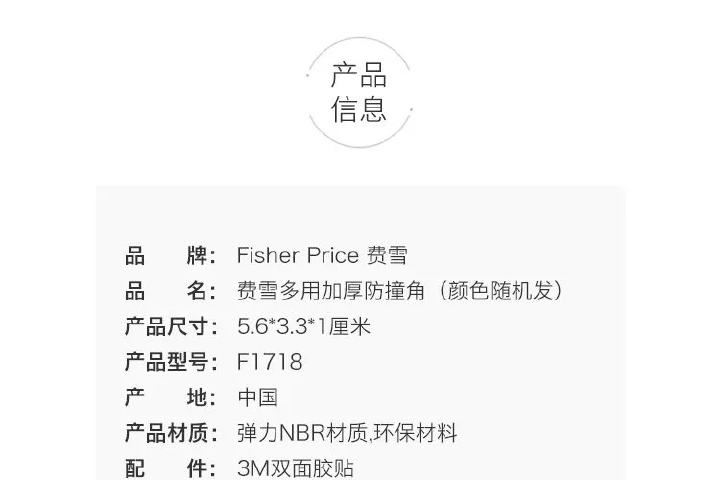 产品
信息
品 牌： Fisher Price 费雪
品 名： 费雪多用加厚防撞角（颜色随机发）
产品尺寸： 5.6*3.3*1厘米
产品型号： F1718
产 地： 中国
产品材质： 弹力NBR材质,环保材料
配 件： 3M双面胶贴